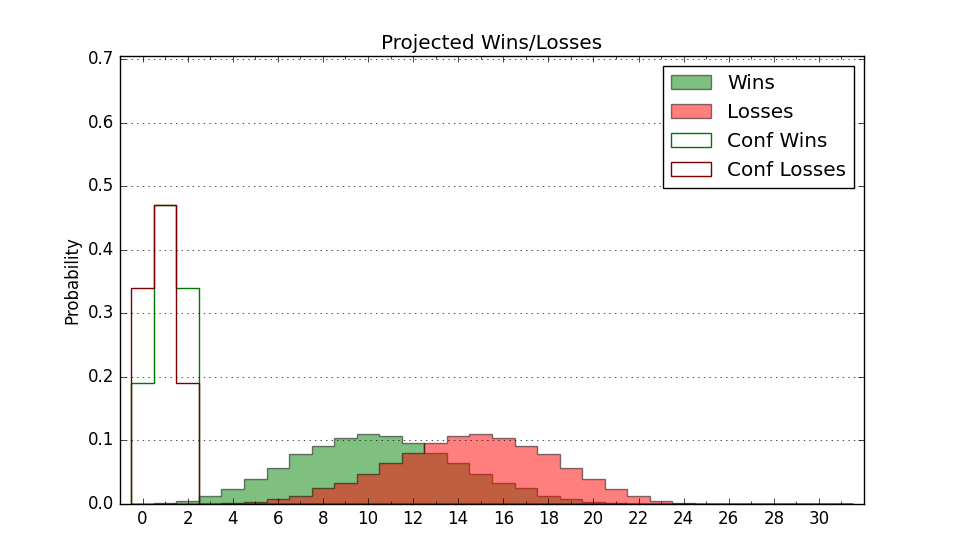 Projected Wins/Losses
Wins
Losses
Conf Wins
Conf Losses
Probability
0.7
0.6
0.5
0.4
0.3
0.2
0.1
0.0
0 2 4 6 8 10 12 14 16 18 20 22 24 26 28 30